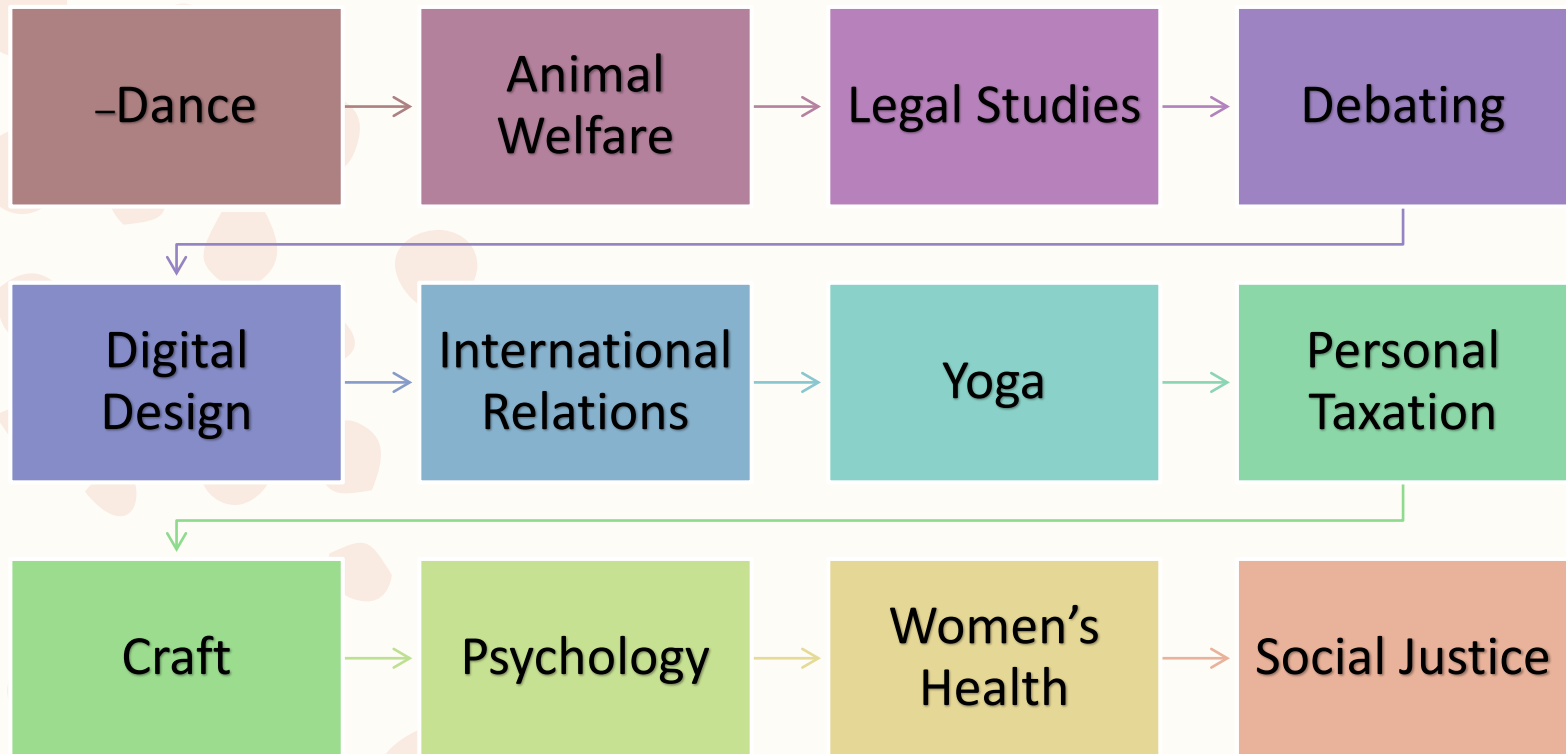 –Dance
Animal
Welfare
Legal Studies
Debating
Digital
Design
International
Relations
Yoga
Personal
Taxation
Craft
Psychology
Women’s
Health
Social Justice